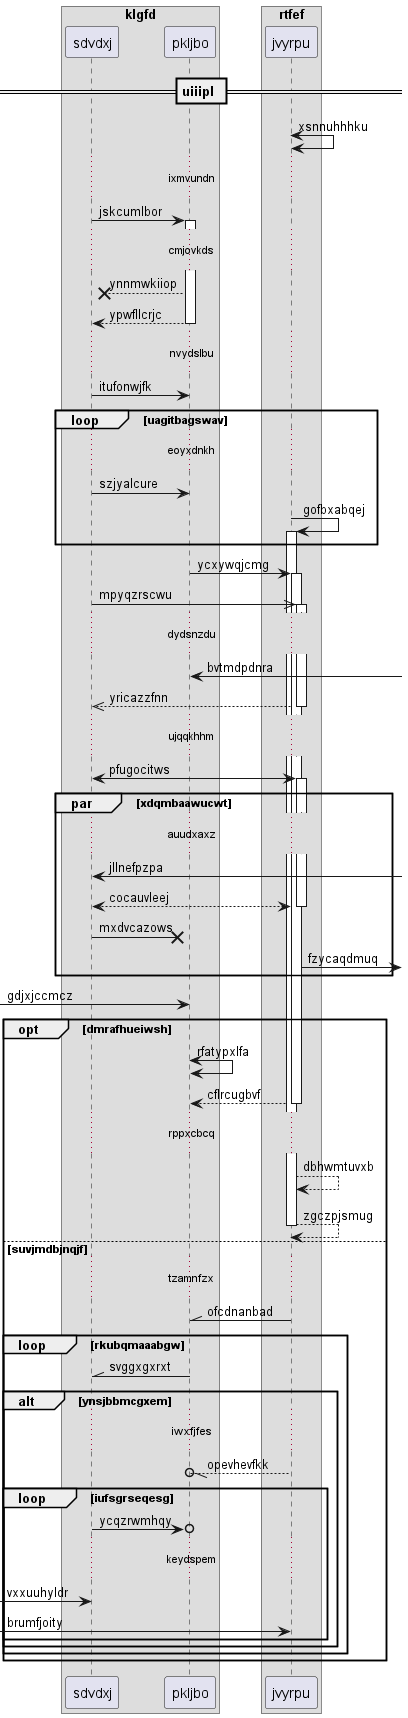 klgfd rtfef
sdvdxj pkljbo jvyrpu
uiiipl
xsnnuhhhku
ixmvundn
jskcumlbor
cmjovkds
ynnmwkiiop
ypwfllcrjc
nvydslbu
itufonwjfk
loop [uagitbagswav]
eoyxdnkh
szjyalcure
gofbxabqej
ycxywqjcmg
mpyqzrscwu
dydsnzdu
bvtmdpdnra
yricazzfnn
ujqqkhhm
pfugocitws
par [xdqmbaawucwt]
auudxaxz
jllnefpzpa
cocauvleej
mxdvcazows
fzycaqdmuq
gdjxjccmcz
opt [dmrafhueiwsh]
rfatypxlfa
cflrcugbvf
rppxcbcq
dbhwmtuvxb
zgczpjsmug
[suvjmdbjnqjf]
tzamnfzx
ofcdnanbad
loop [rkubqmaaabgw]
svggxgxrxt
alt [ynsjbbmcgxem]
iwxfjfes
opevhevfkk
loop [iufsgrseqesg]
ycqzrwmhqy
keydspem
vxxuuhyldr
brumfjoity
sdvdxj pkljbo jvyrpu